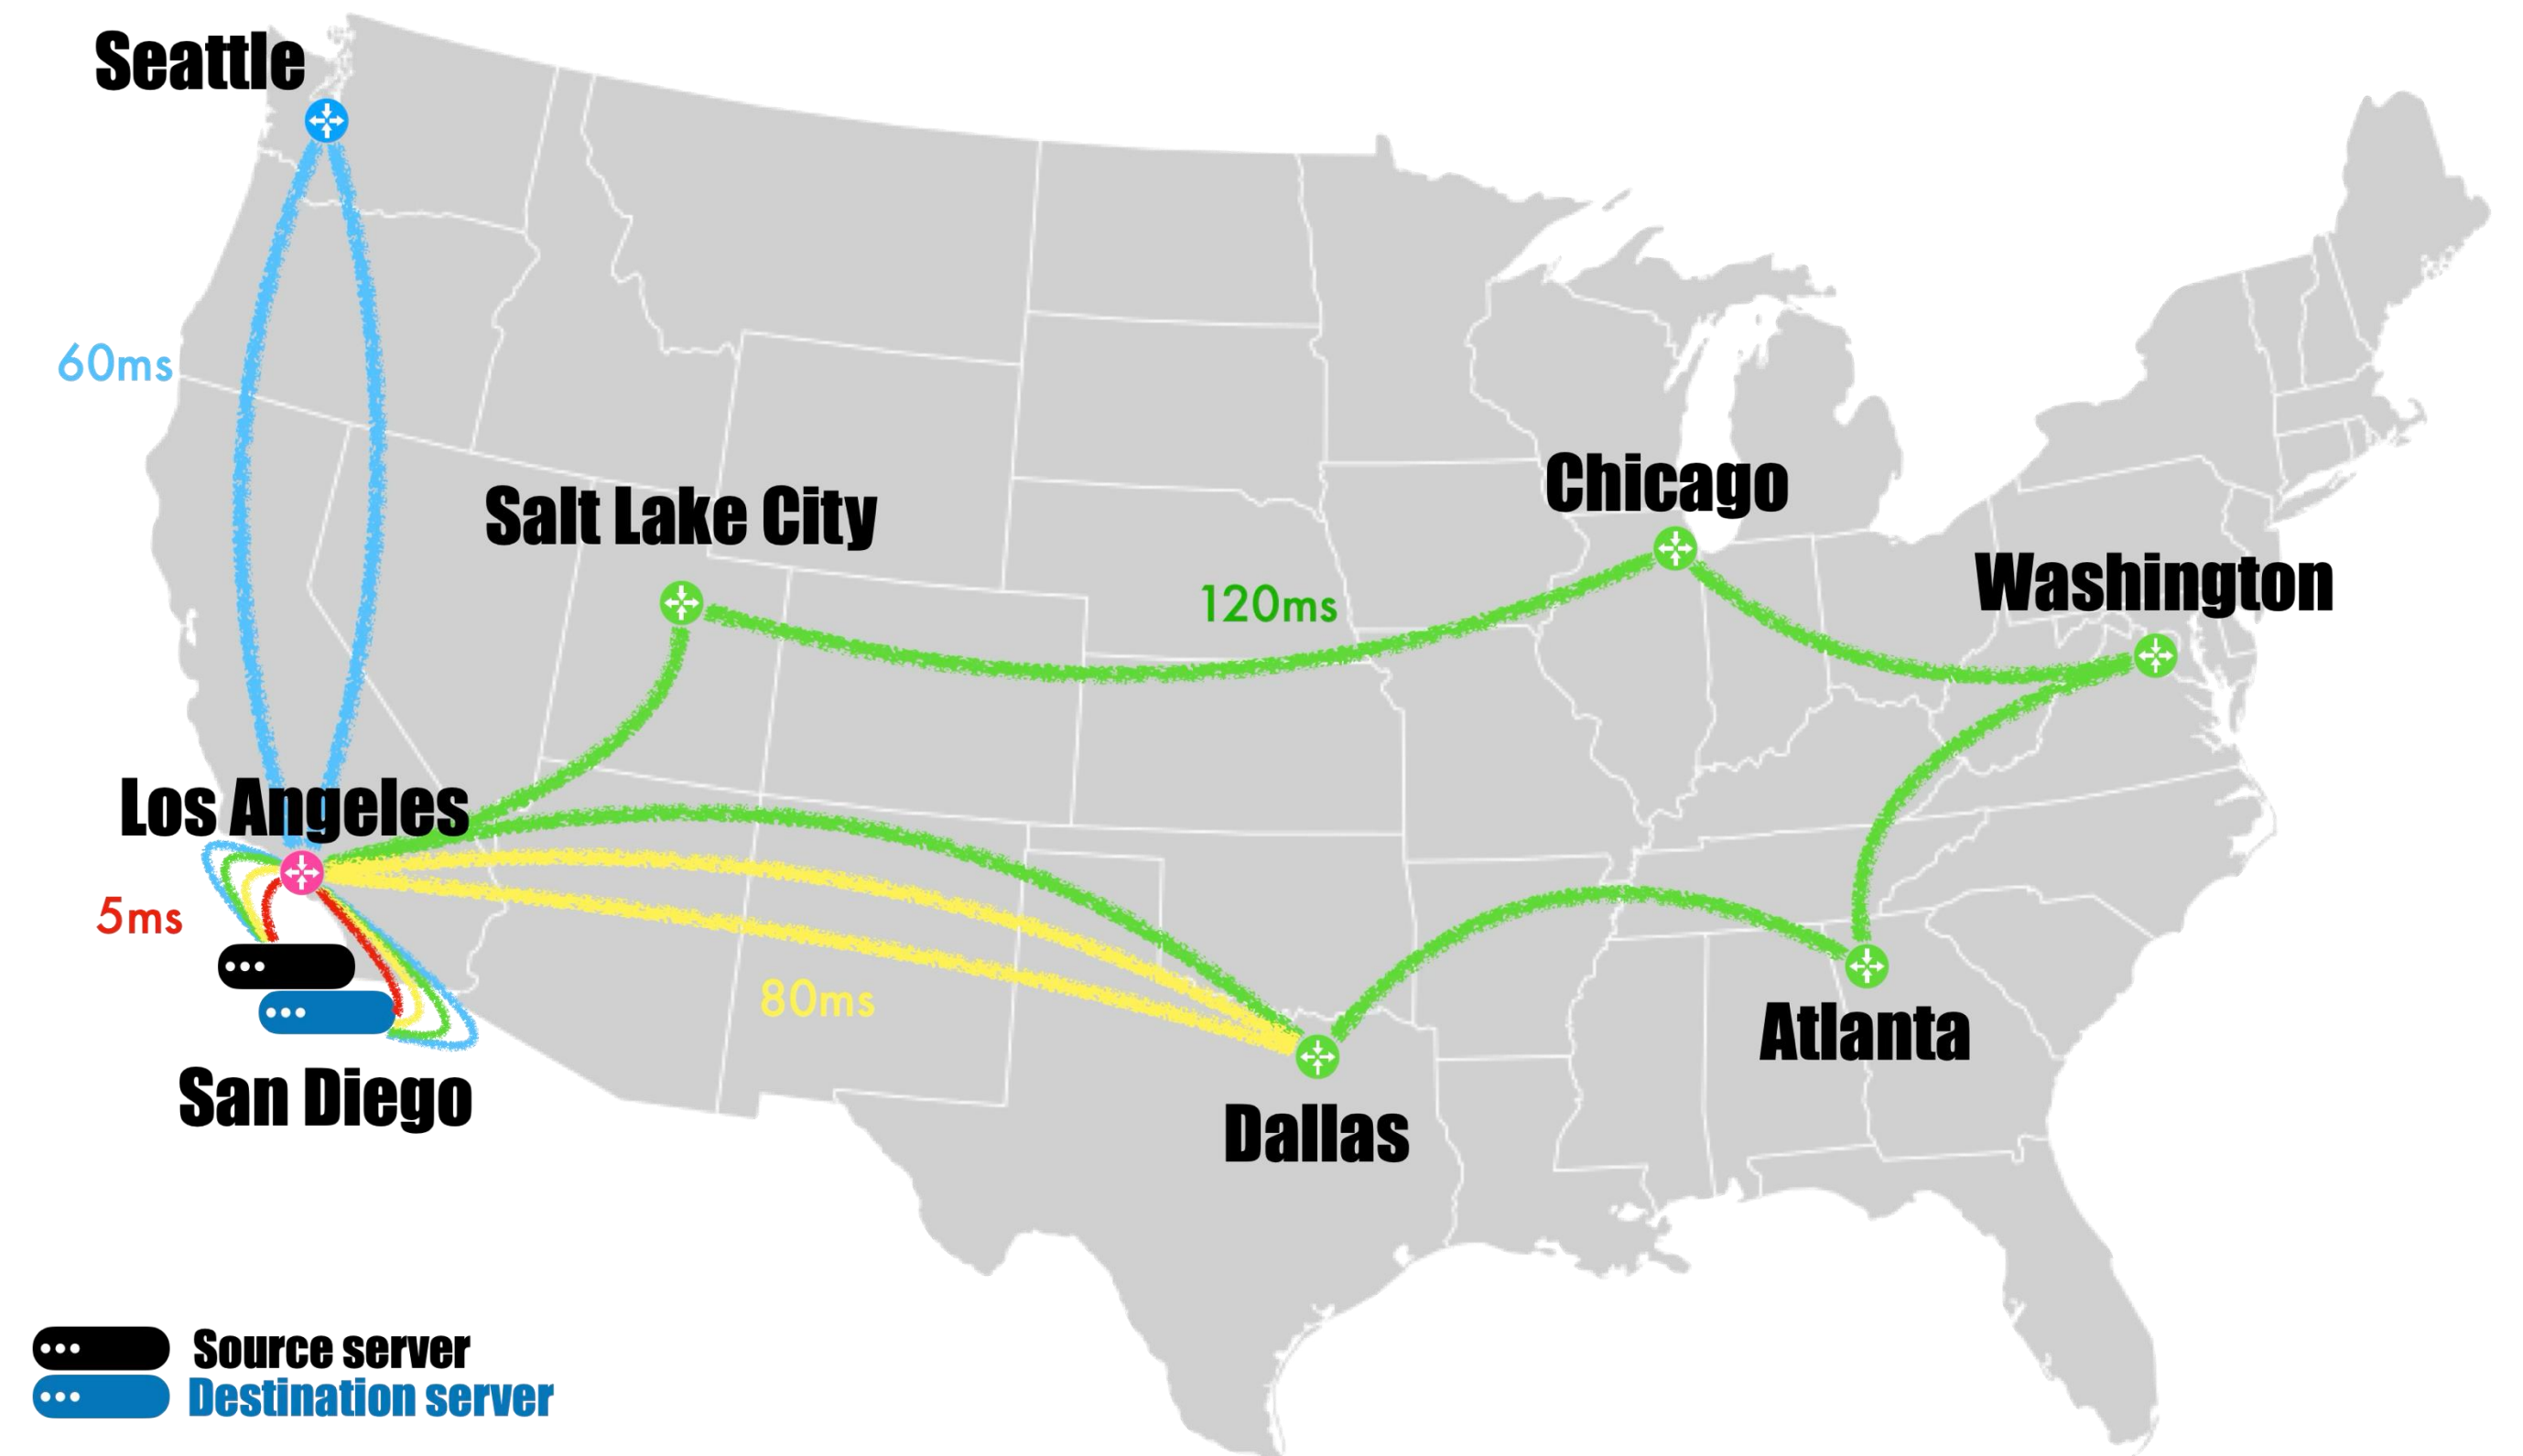 Seattle
60ms
Salt Lake City
Chicago
120ms
Washington
Los Angeles
5ms
80ms
Atlanta
San Diego
Dallas
Source server
Destination server